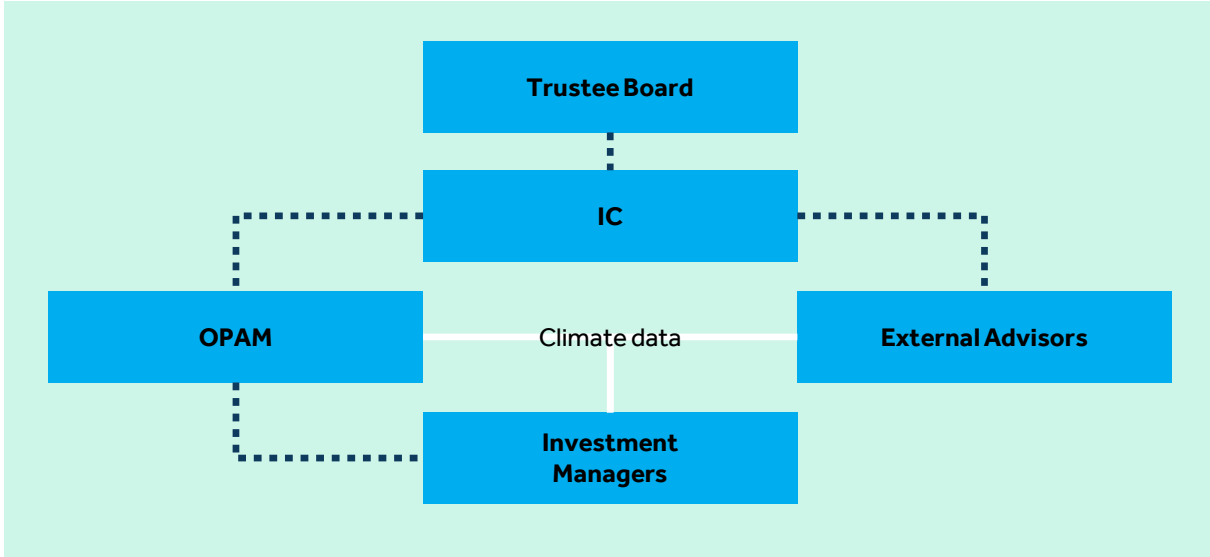 Trustee Board
IC
OPAM
Climate data
External Advisors
Investment
Managers